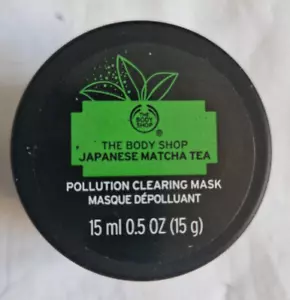 THE
BODY
SHOP
®
THE BODY SHOP
JAPANESE MATCHA TEA
POLLUTION CLEARING MASK
MASQUE DÉPOLLUANT
15 ml 0.5 OZ (15 g)